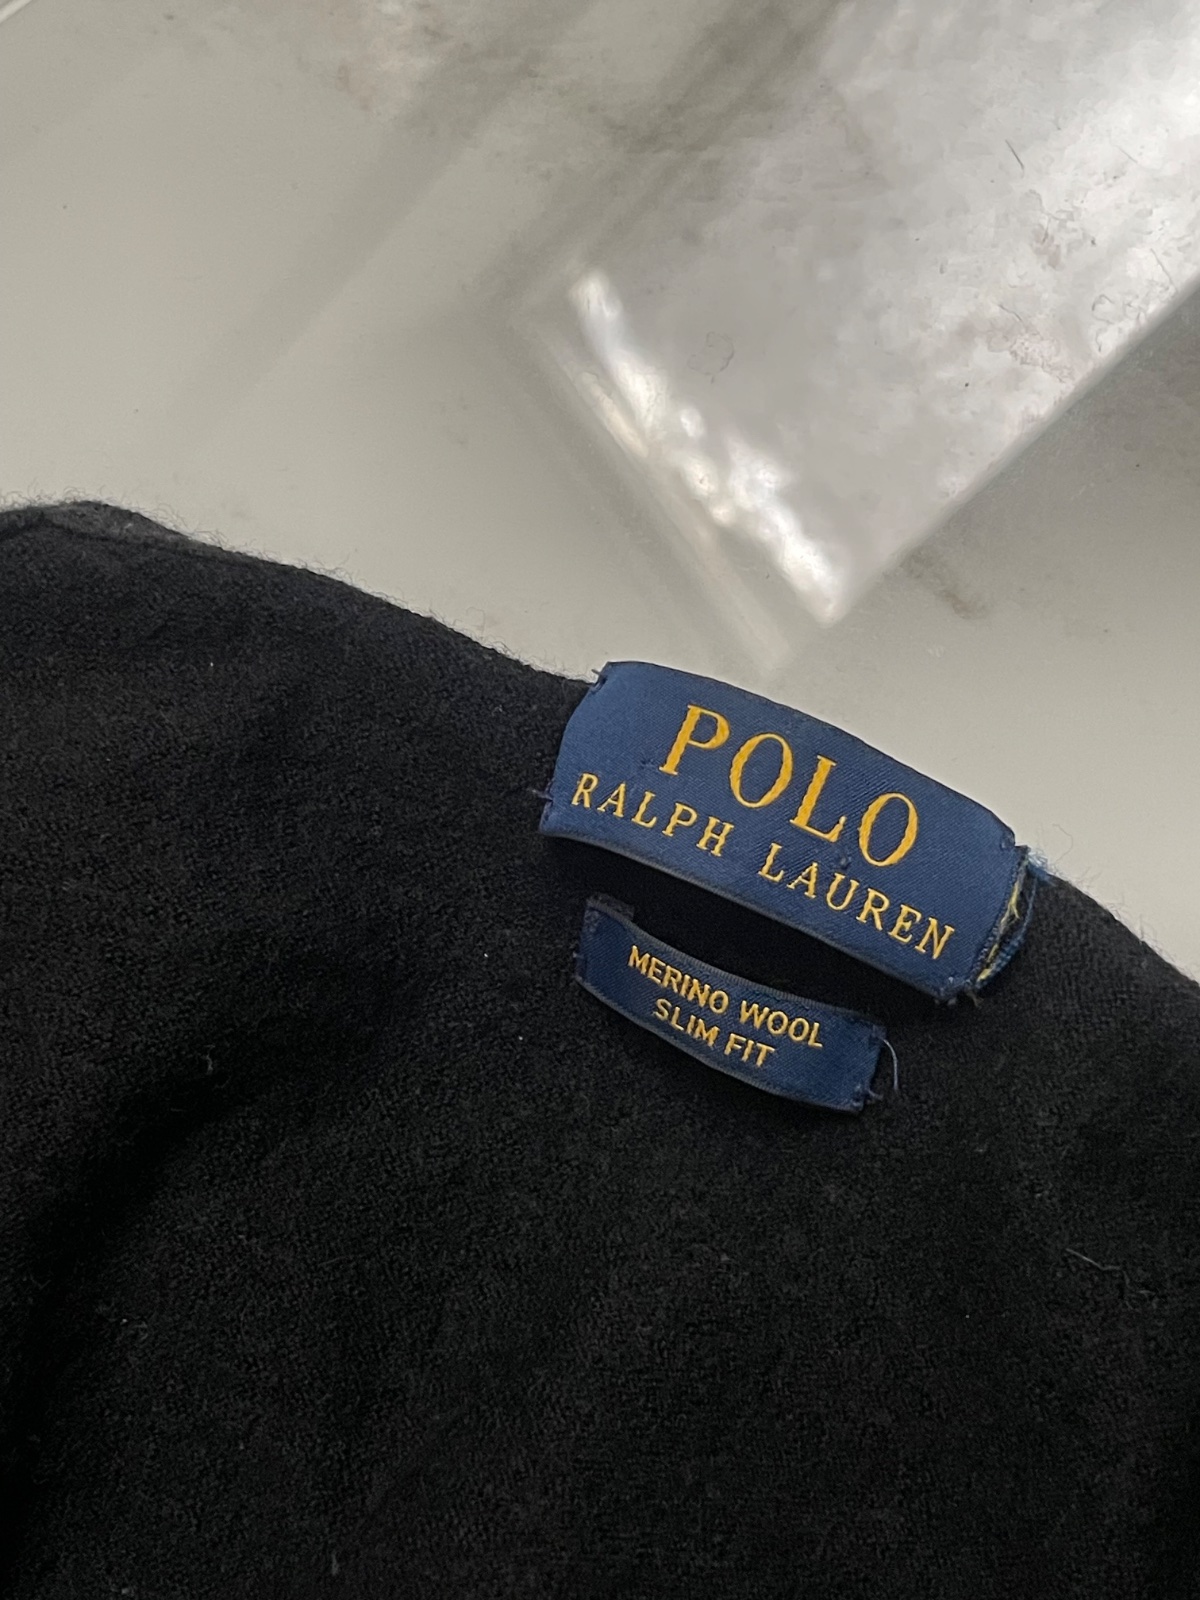 POLO
RALPH LAUREN
MERINO WOOL
SLIM FIT